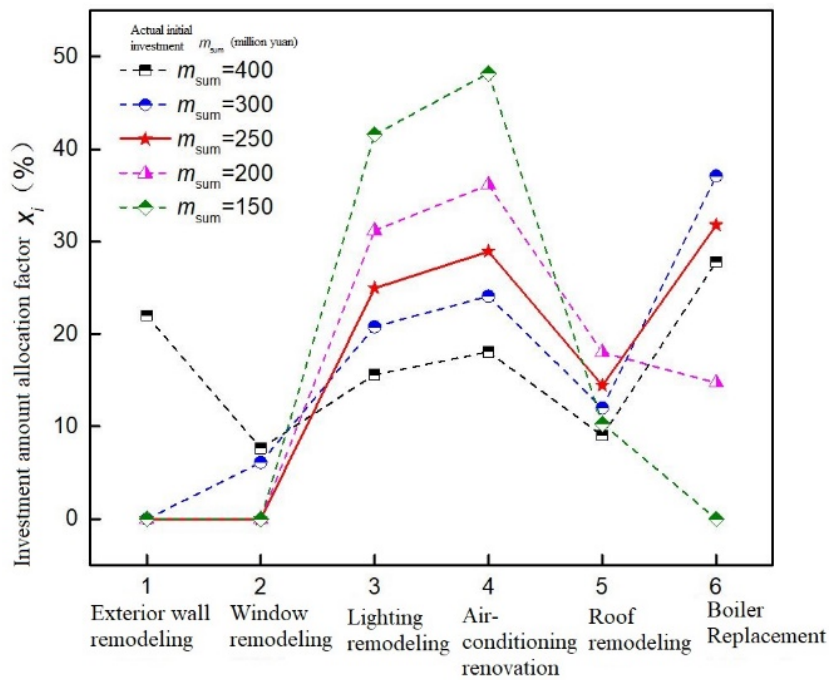 Actual initial
investment m_sum (million yuan)
m_sum=400
m_sum=300
m_sum=250
m_sum=200
m_sum=150
Investment amount allocation factor X_i (%)
50
40
30
20
10
0
1 2 3 4 5 6
Exterior wall
remodeling
Window
remodeling
Lighting
remodeling
Air-
conditioning
renovation
Roof
remodeling
Boiler
Replacement